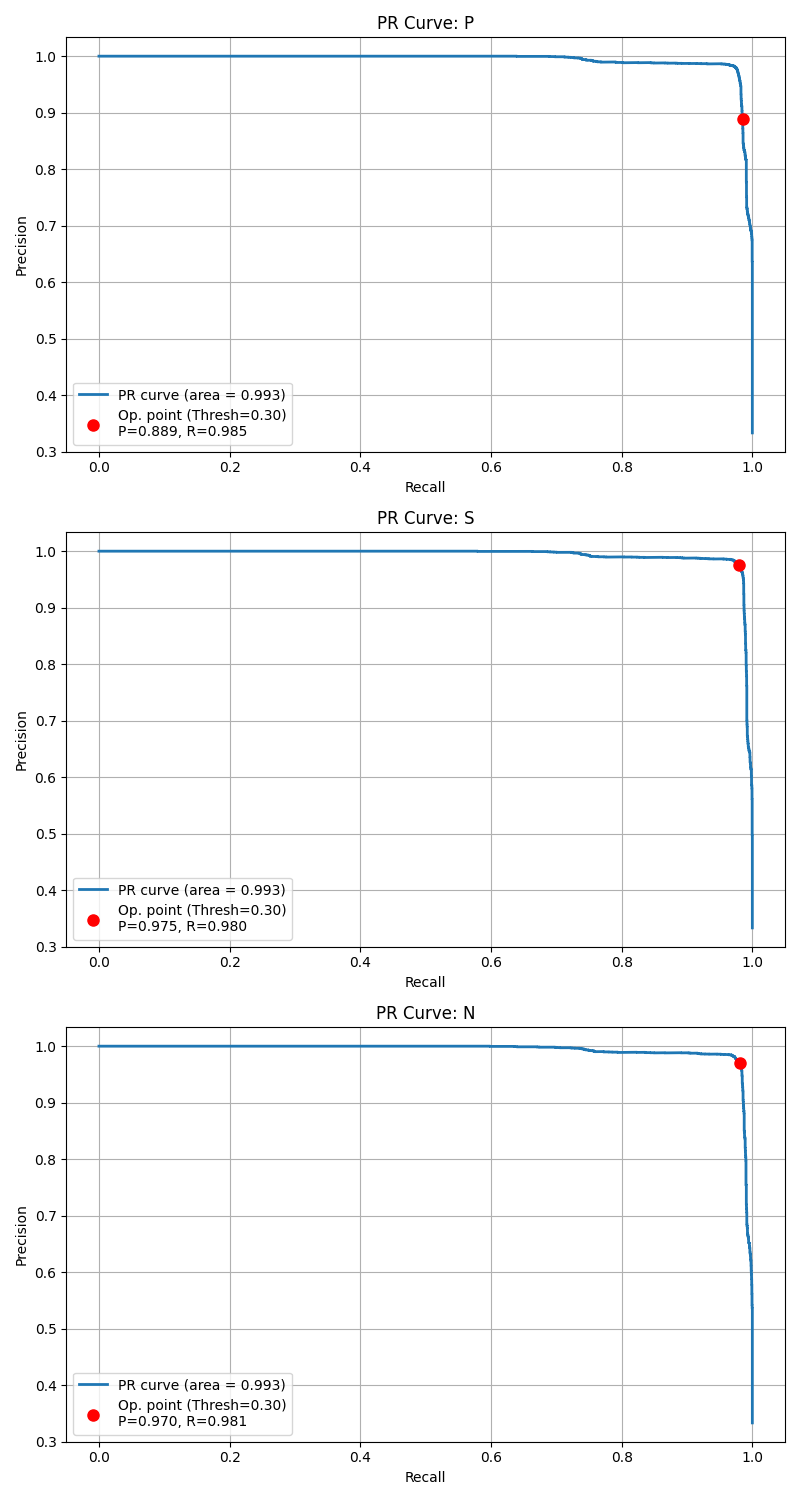 PR Curve: P
1.0
0.9
0.8
0.7
0.6
0.5
0.4
0.3
Precision
PR curve (area = 0.993)
Op. point (Thresh=0.30)
P=0.889, R=0.985
0.0 0.2 0.4 0.6 0.8 1.0
Recall
PR Curve: S
1.0
0.9
0.8
0.7
0.6
0.5
0.4
0.3
Precision
PR curve (area = 0.993)
Op. point (Thresh=0.30)
P=0.975, R=0.980
0.0 0.2 0.4 0.6 0.8 1.0
Recall
PR Curve: N
1.0
0.9
0.8
0.7
0.6
0.5
0.4
0.3
Precision
PR curve (area = 0.993)
Op. point (Thresh=0.30)
P=0.970, R=0.981
0.0 0.2 0.4 0.6 0.8 1.0
Recall